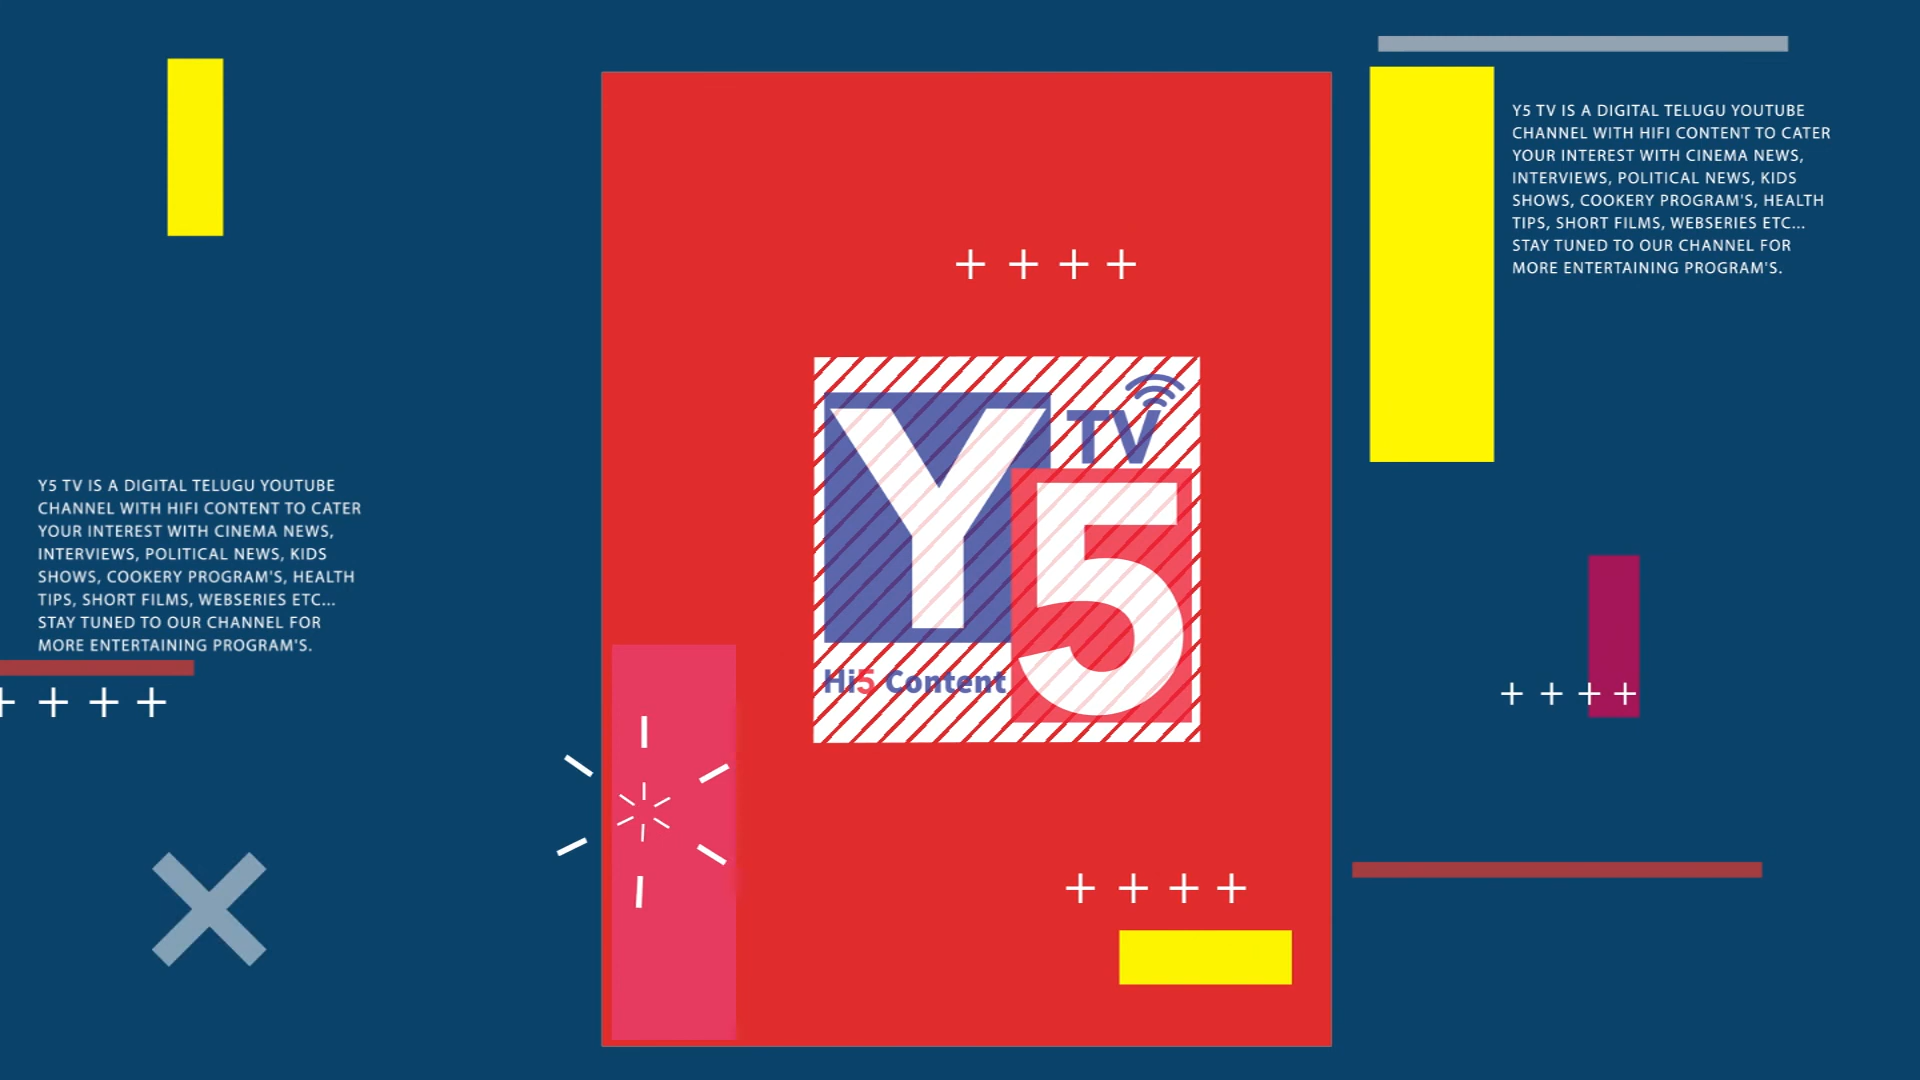 Y5 TV IS A DIGITAL TELUGU YOUTUBE
CHANNEL WITH HIFI CONTENT TO CATER
YOUR INTEREST WITH CINEMA NEWS,
INTERVIEWS, POLITICAL NEWS, KIDS
SHOWS, COOKERY PROGRAM'S, HEALTH
TIPS, SHORT FILMS, WEBSERIES ETC...
STAY TUNED TO OUR CHANNEL FOR
MORE ENTERTAINING PROGRAM'S.
Y TV
5
Hi5 Content
Y5 TV IS A DIGITAL TELUGU YOUTUBE
CHANNEL WITH HIFI CONTENT TO CATER
YOUR INTEREST WITH CINEMA NEWS,
INTERVIEWS, POLITICAL NEWS, KIDS
SHOWS, COOKERY PROGRAM'S, HEALTH
TIPS, SHORT FILMS, WEBSERIES ETC...
STAY TUNED TO OUR CHANNEL FOR
MORE ENTERTAINING PROGRAM'S.